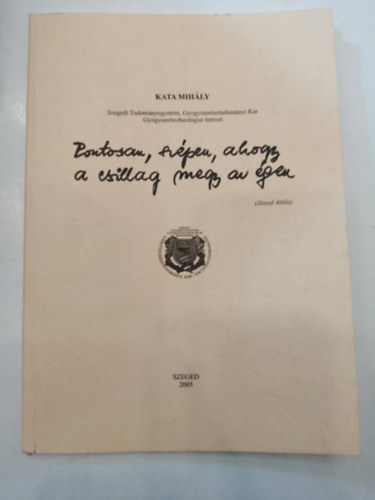 KATA MIHÁLY
Szegedi Tudományegyetem, Gyógyszerésztudományi Kar
Gyógyszertechnológiai Intézet
Pontosan, szépen, ahogy
a csillag megy az égen
(József Attila)
SZEGED
2005